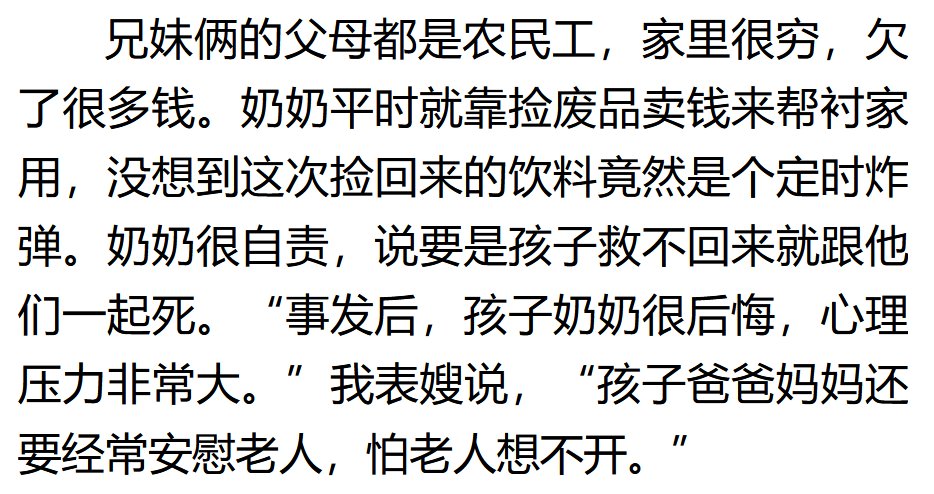 兄妹俩的父母都是农民工，家里很穷，欠
了很多钱。奶奶平时就靠捡废品卖钱来帮衬家
用，没想到这次捡回来的饮料竟然是个定时炸
弹。奶奶很自责，说要是孩子救不回来就跟他
们一起死。“事发后，孩子奶奶很后悔，心理
压力非常大。”我表嫂说，“孩子爸爸妈妈还
要经常安慰老人，怕老人想不开。”